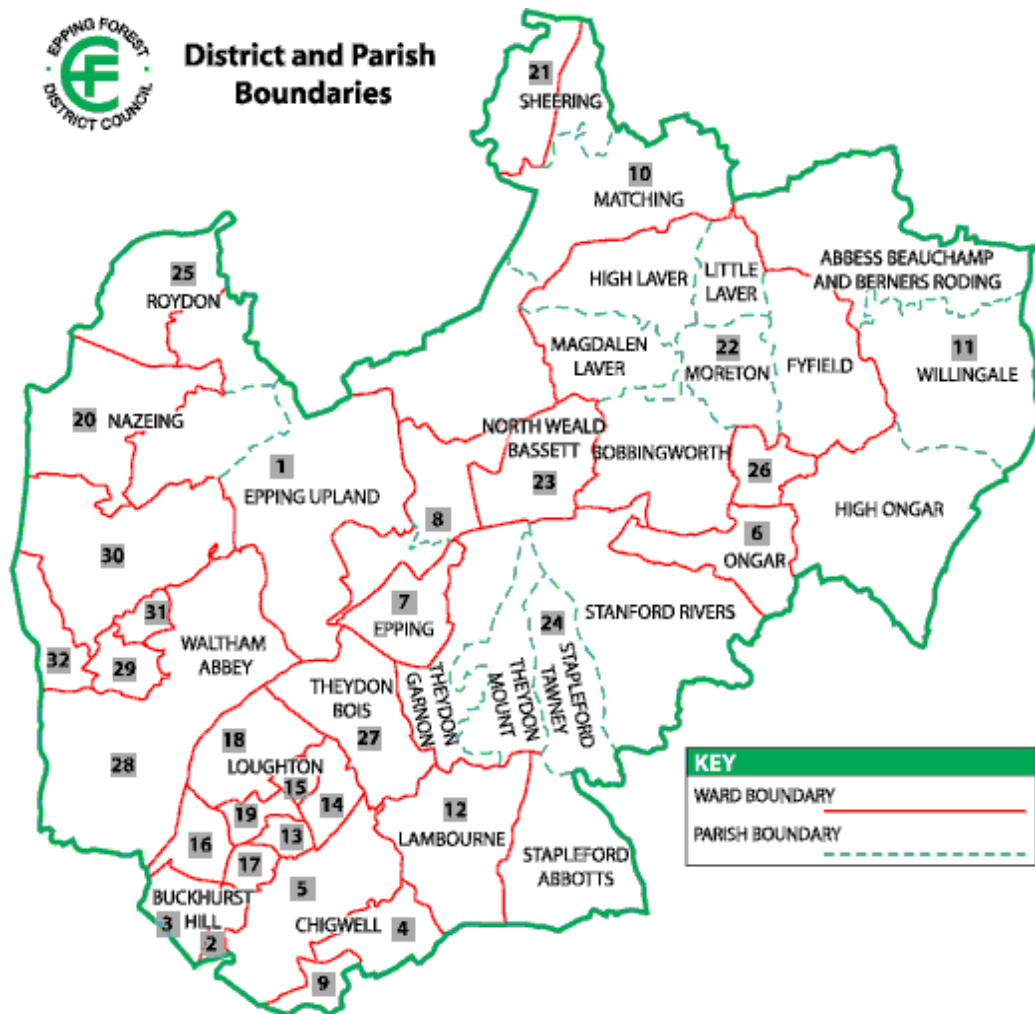 EPPING FOREST
DISTRICT COUNCIL
District and Parish
Boundaries
21
SHEERING
10
MATCHING
25
ROYDON
HIGH LAVER
LITTLE
LAVER
ABBESS BEAUCHAMP
AND BERNERS RODING
MAGDALEN
LAVER
22
MORETON
FYFIELD
11
WILLINGALE
20
NAZEING
1
EPPING UPLAND
NORTH WEALD
BASSETT
23
BOBBINGWORTH
26
8
HIGH ONGAR
6
ONGAR
30
31
7
EPPING
24
STANFORD RIVERS
WALTHAM
ABBEY
32
29
THEYDON
GARNON
THEYDON
MOUNT
STAPLEFORD
TAWNEY
THEYDON
BOIS
27
28
18
LOUGHTON
15
14
19
13
16
17
12
LAMBOURNE
STAPLEFORD
ABBOTTS
BUCKHURST
HILL
3
2
5
CHIGWELL
4
9
KEY
WARD BOUNDARY
PARISH BOUNDARY